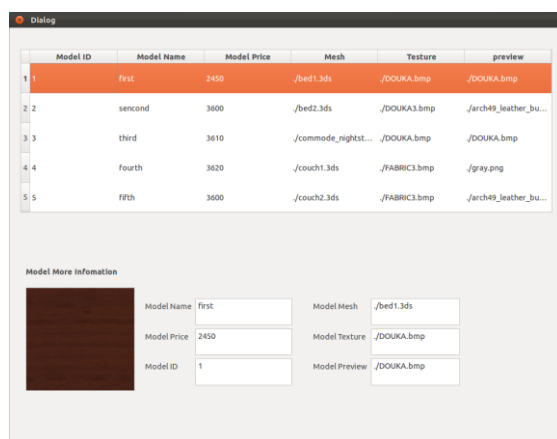 Dialog
Model ID Model Name Model Price Mesh Texture preview
1 1 first 2450 ./bed1.3ds ./DOUKA.bmp ./DOUKA.bmp
2 2 sencond 3600 ./bed2.3ds ./DOUKA3.bmp ./arch49_leather_bu...
3 3 third 3610 ./commode_nightst... ./DOUKA.bmp ./DOUKA.bmp
4 4 fourth 3620 ./couch1.3ds ./FABRIC3.bmp ./gray.png
5 5 fifth 3600 ./couch2.3ds ./FABRIC3.bmp ./arch49_leather_bu...
Model More Infomation
Model Name first Model Mesh ./bed1.3ds
Model Price 2450 Model Texture ./DOUKA.bmp
Model ID 1 Model Preview ./DOUKA.bmp